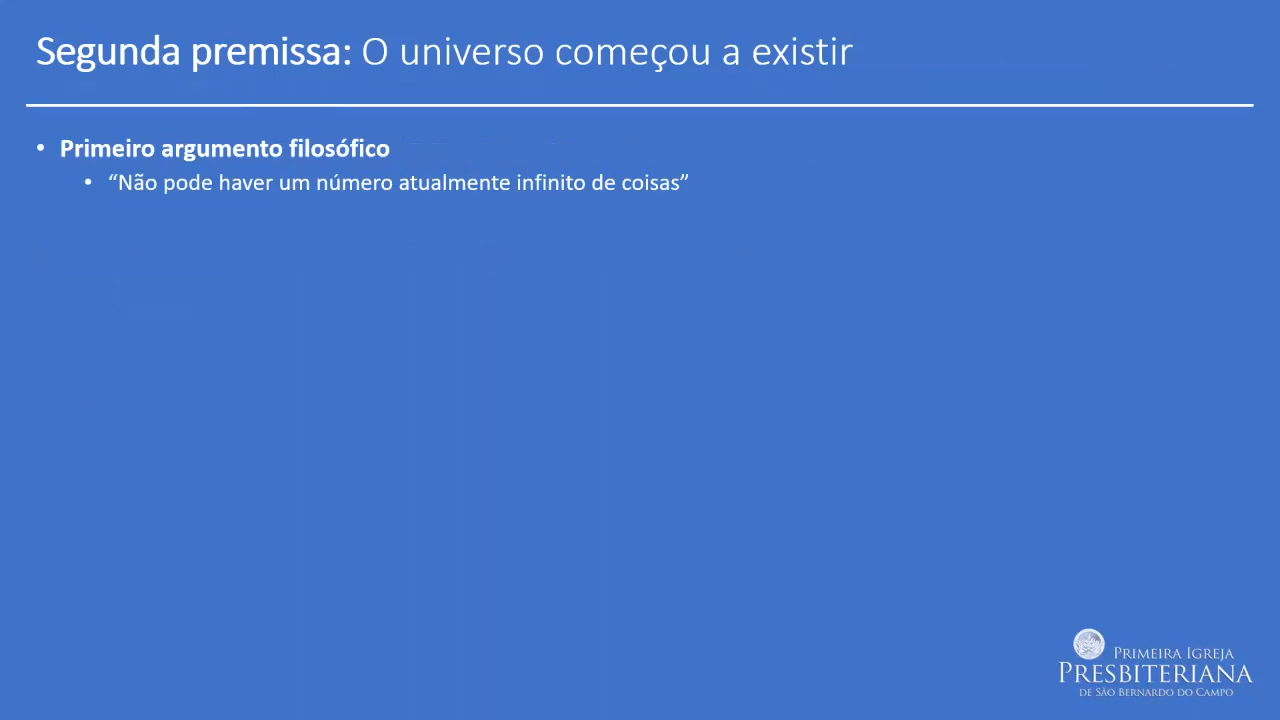 Segunda premissa: O universo começou a existir
• Primeiro argumento filosófico
• “Não pode haver um número atualmente infinito de coisas”
PRIMEIRA IGREJA
PRESBITERIANA
DE SÃO BERNARDO DO CAMPO